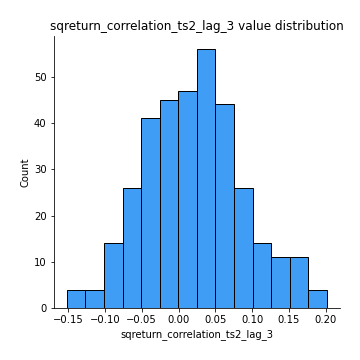 sqreturn_correlation_ts2_lag_3 value distribution
50
40
30
20
10
0
Count
−0.15 −0.10 −0.05 0.00 0.05 0.10 0.15 0.20
sqreturn_correlation_ts2_lag_3